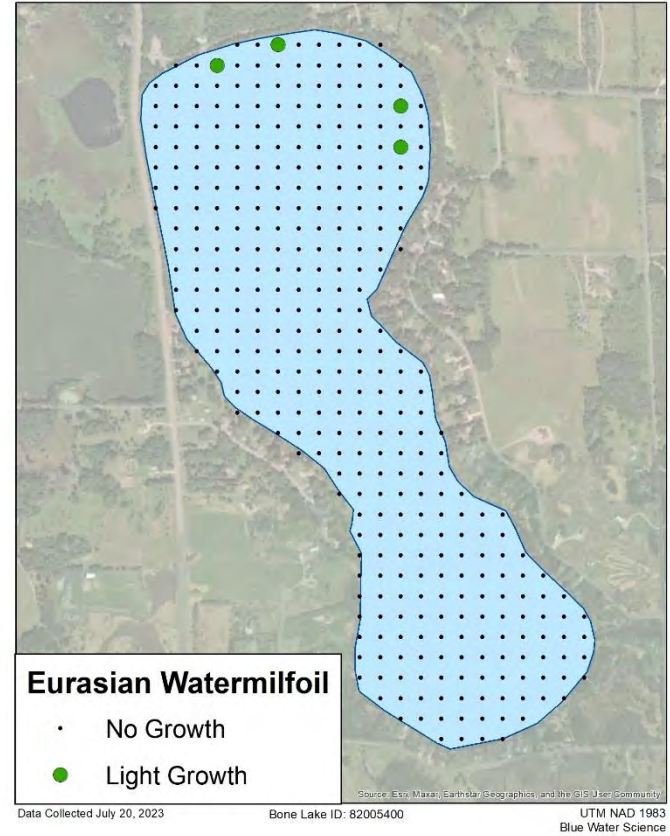 Eurasian Watermilfoil
No Growth
Light Growth
Source: Esri, Maxar, Earthstar Geographics, and the GIS User Community
Data Collected July 20, 2023
Bone Lake ID: 82005400
UTM NAD 1983
Blue Water Science